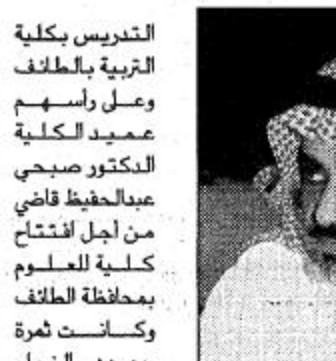 التدريس بكلية
التربية بالطائف
وعلى رأسهم
عميد الكلية
الدكتور صبحي
عبدالحفيظ قاضي
من أجل افتتاح
كلية للعلوم
بمحافظة الطائف
وكانت ثمرة